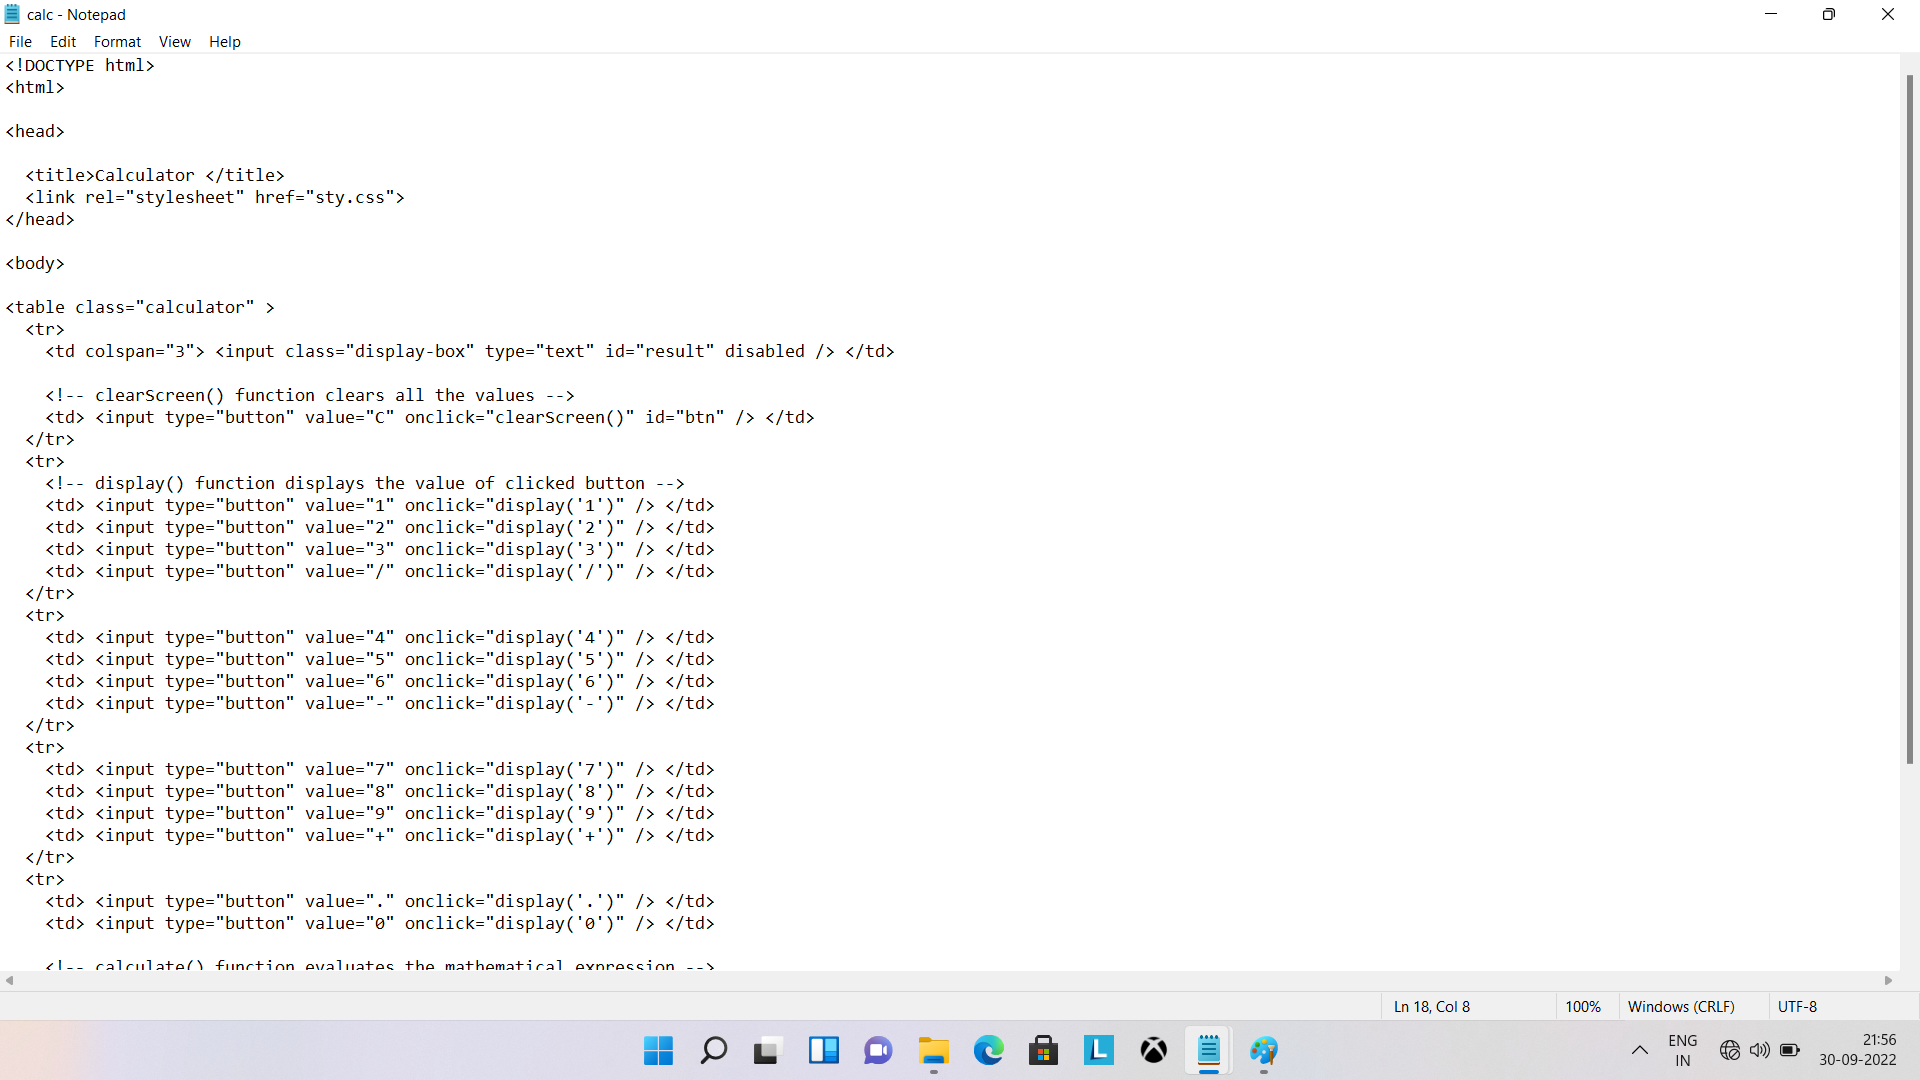 calc - Notepad
File Edit Format View Help
<!DOCTYPE html>
<html>
<head>
<title>Calculator </title>
<link rel="stylesheet" href="sty.css">
</head>
<body>
<table class="calculator" >
<tr>
<td colspan="3"> <input class="display-box" type="text" id="result" disabled /> </td>
<!-- clearScreen() function clears all the values -->
<td> <input type="button" value="C" onclick="clearScreen()" id="btn" /> </td>
</tr>
<tr>
<!-- display() function displays the value of clicked button -->
<td> <input type="button" value="1" onclick="display('1')" /> </td>
<td> <input type="button" value="2" onclick="display('2')" /> </td>
<td> <input type="button" value="3" onclick="display('3')" /> </td>
<td> <input type="button" value="/" onclick="display('/')" /> </td>
</tr>
<tr>
<td> <input type="button" value="4" onclick="display('4')" /> </td>
<td> <input type="button" value="5" onclick="display('5')" /> </td>
<td> <input type="button" value="6" onclick="display('6')" /> </td>
<td> <input type="button" value="-" onclick="display('-')" /> </td>
</tr>
<tr>
<td> <input type="button" value="7" onclick="display('7')" /> </td>
<td> <input type="button" value="8" onclick="display('8')" /> </td>
<td> <input type="button" value="9" onclick="display('9')" /> </td>
<td> <input type="button" value="+" onclick="display('+')" /> </td>
</tr>
<tr>
<td> <input type="button" value="." onclick="display('.')" /> </td>
<td> <input type="button" value="0" onclick="display('0')" /> </td>
<!-- calculate() function evaluates the mathematical expression -->
Ln 18, Col 8 100% Windows (CRLF) UTF-8
L
ENG
IN
21:56
30-09-2022